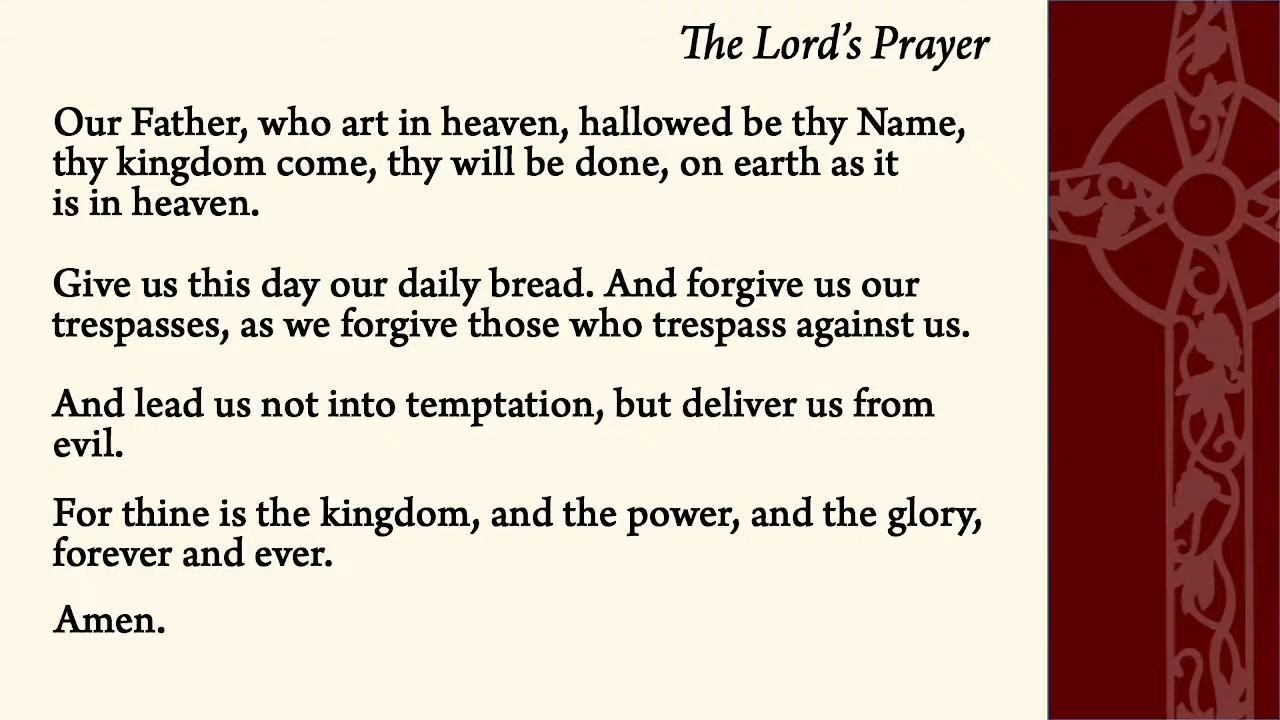 The Lord’s Prayer
Our Father, who art in heaven, hallowed be thy Name,
thy kingdom come, thy will be done, on earth as it
is in heaven.
Give us this day our daily bread. And forgive us our
trespasses, as we forgive those who trespass against us.
And lead us not into temptation, but deliver us from
evil.
For thine is the kingdom, and the power, and the glory,
forever and ever.
Amen.